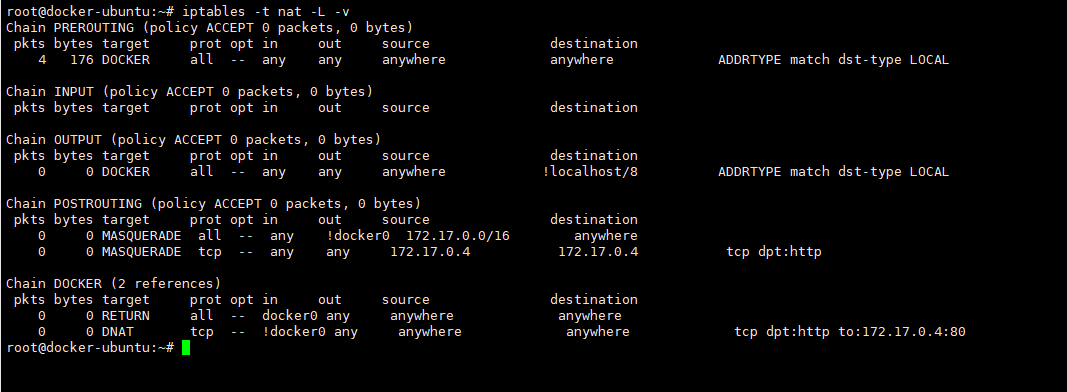 root@docker-ubuntu:~# iptables -t nat -L -v
Chain PREROUTING (policy ACCEPT 0 packets, 0 bytes)
 pkts bytes target     prot opt in     out     source               destination
    4   176 DOCKER     all  --  any    any     anywhere             anywhere             ADDRTYPE match dst-type LOCAL

Chain INPUT (policy ACCEPT 0 packets, 0 bytes)
 pkts bytes target     prot opt in     out     source               destination

Chain OUTPUT (policy ACCEPT 0 packets, 0 bytes)
 pkts bytes target     prot opt in     out     source               destination
    0     0 DOCKER     all  --  any    any     anywhere            !localhost/8          ADDRTYPE match dst-type LOCAL

Chain POSTROUTING (policy ACCEPT 0 packets, 0 bytes)
 pkts bytes target     prot opt in     out     source               destination
    0     0 MASQUERADE  all  --  any    !docker0  172.17.0.0/16        anywhere
    0     0 MASQUERADE  tcp  --  any    any     172.17.0.4           172.17.0.4           tcp dpt:http

Chain DOCKER (2 references)
 pkts bytes target     prot opt in     out     source               destination
    0     0 RETURN     all  --  docker0 any     anywhere             anywhere
    0     0 DNAT       tcp  --  !docker0 any     anywhere             anywhere             tcp dpt:http to:172.17.0.4:80
root@docker-ubuntu:~#